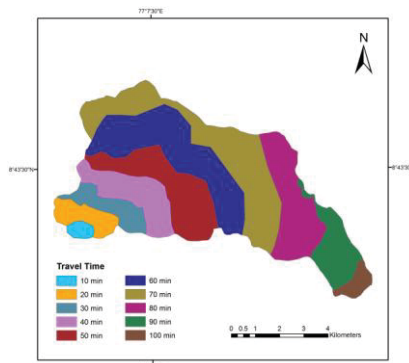 77°7'30"E
N
8°43'30"N
8°43'30"N
Travel Time
10 min
20 min
30 min
40 min
50 min
60 min
70 min
80 min
90 min
100 min
0 0.5 1 2 3 4
Kilometers